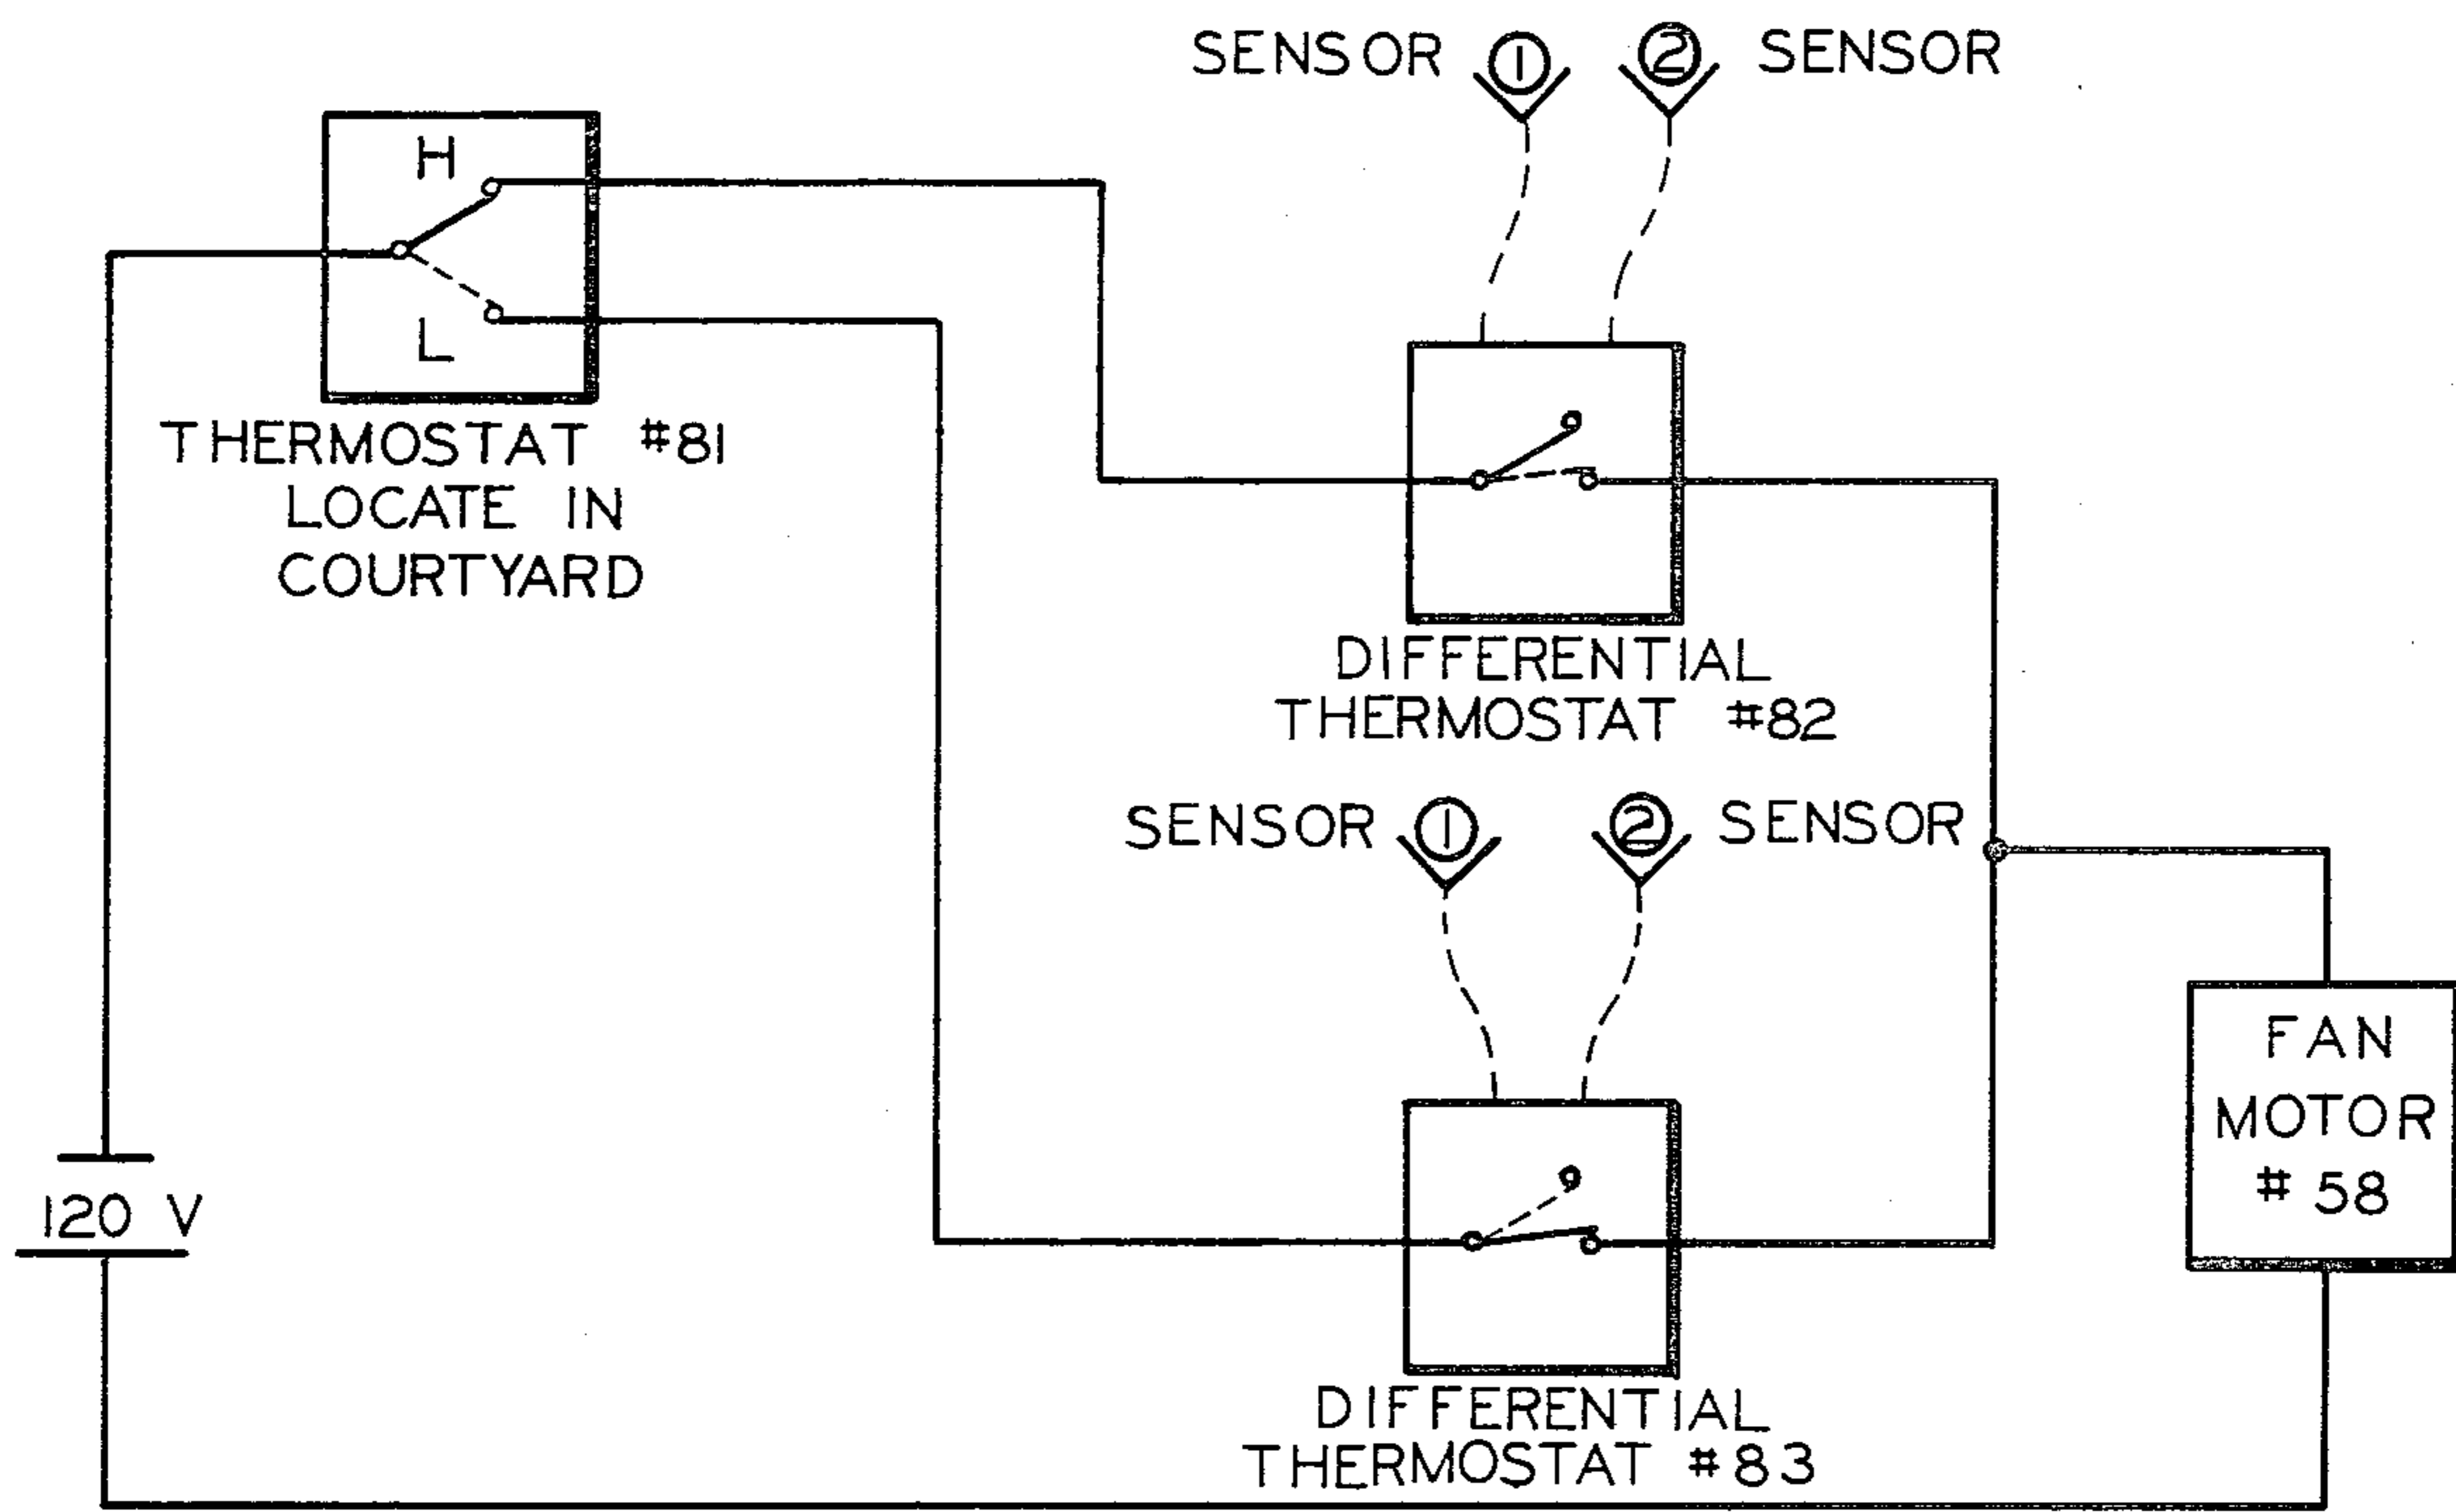 SENSOR ① ② SENSOR
H
L
THERMOSTAT #81
LOCATE IN
COURTYARD
DIFFERENTIAL
THERMOSTAT #82
SENSOR ① ② SENSOR
FAN
MOTOR
# 58
120 V
DIFFERENTIAL
THERMOSTAT #83